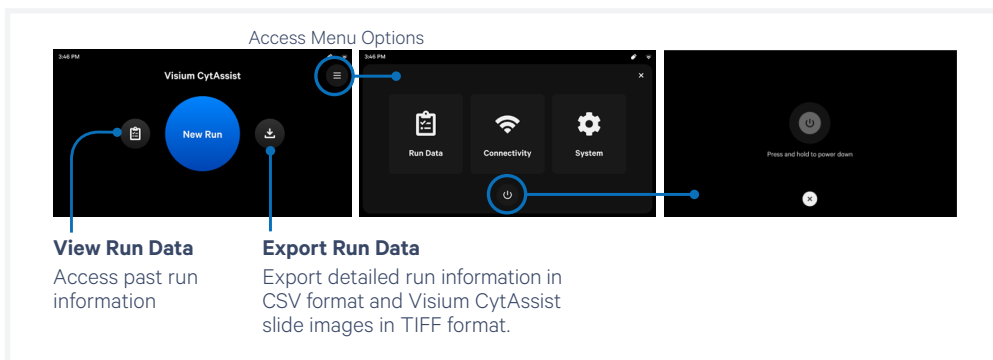 Access Menu Options
3:46 PM
Visium CytAssist
New Run
3:46 PM
Run Data
Connectivity
System
Press and hold to power down
View Run Data
Access past run
information
Export Run Data
Export detailed run information in
CSV format and Visium CytAssist
slide images in TIFF format.